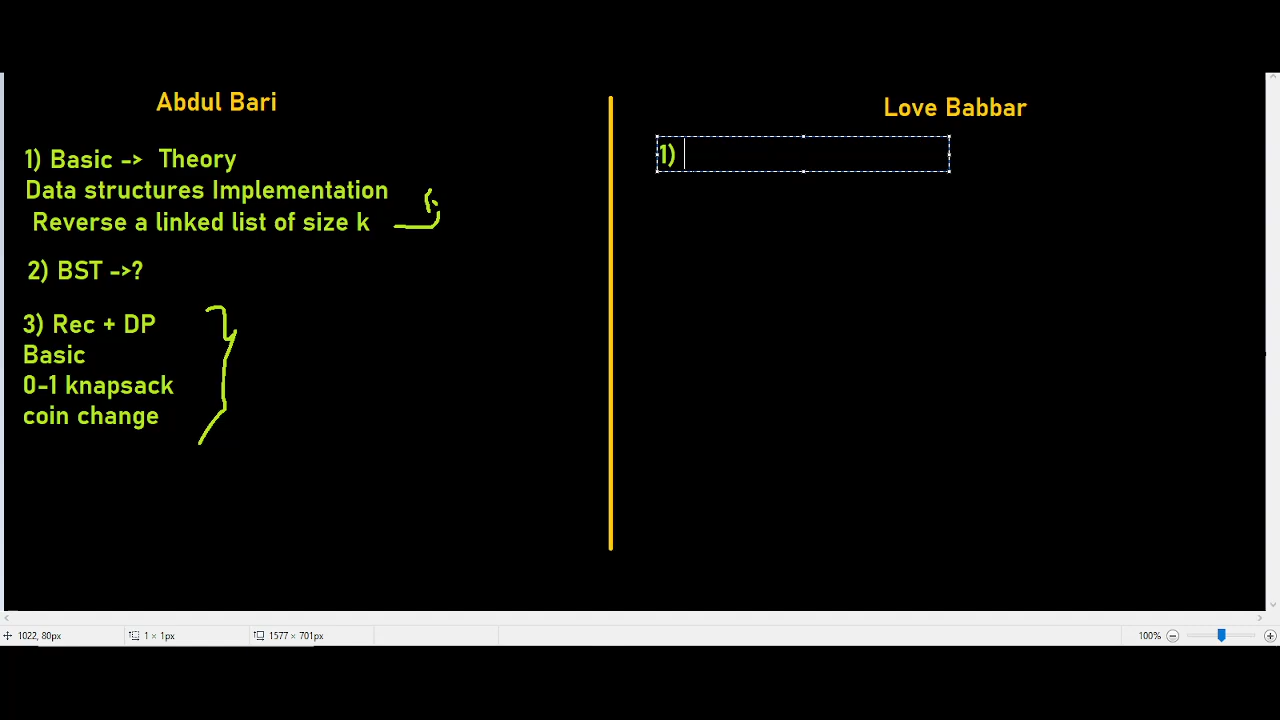 Abdul Bari
1) Basic -> Theory
Data structures Implementation
Reverse a linked list of size k
2) BST ->?
3) Rec + DP
Basic
0-1 knapsack
coin change
Love Babbar
1)
1022, 80px
1 × 1px
1577 × 701px
100%